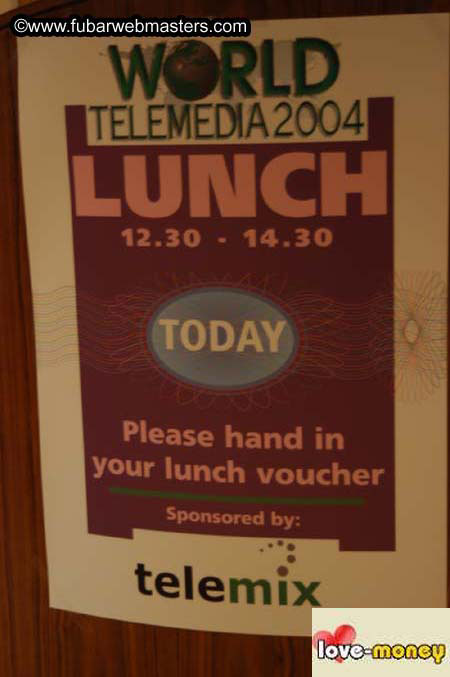 ©www.fubarwebmasters.com
WORLD
TELEMEDIA 2004
LUNCH
12.30 - 14.30
TODAY
Please hand in
your lunch voucher
Sponsored by:
telemix
love-money